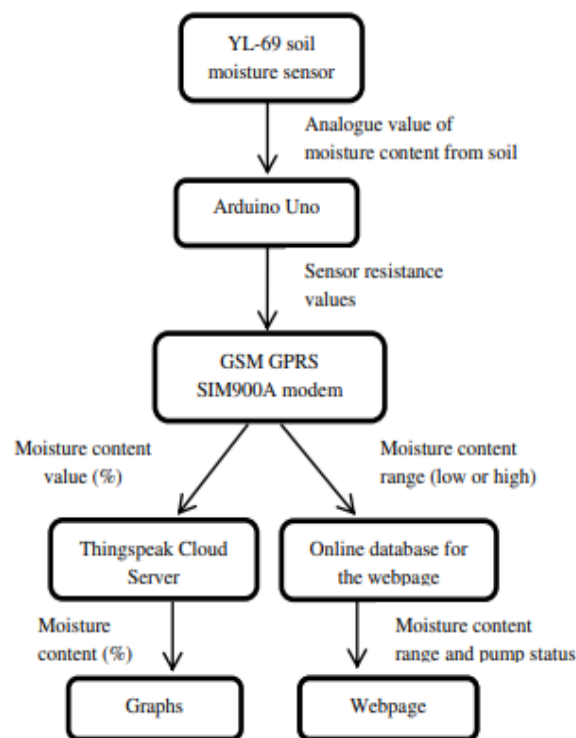 YL-69 soil
moisture sensor
Analogue value of
moisture content from soil
Arduino Uno
Sensor resistance
values
GSM GPRS
SIM900A modem
Moisture content
value (%)
Moisture content
range (low or high)
Thingspeak Cloud
Server
Online database for
the webpage
Moisture
content (%)
Moisture content
range and pump status
Graphs
Webpage